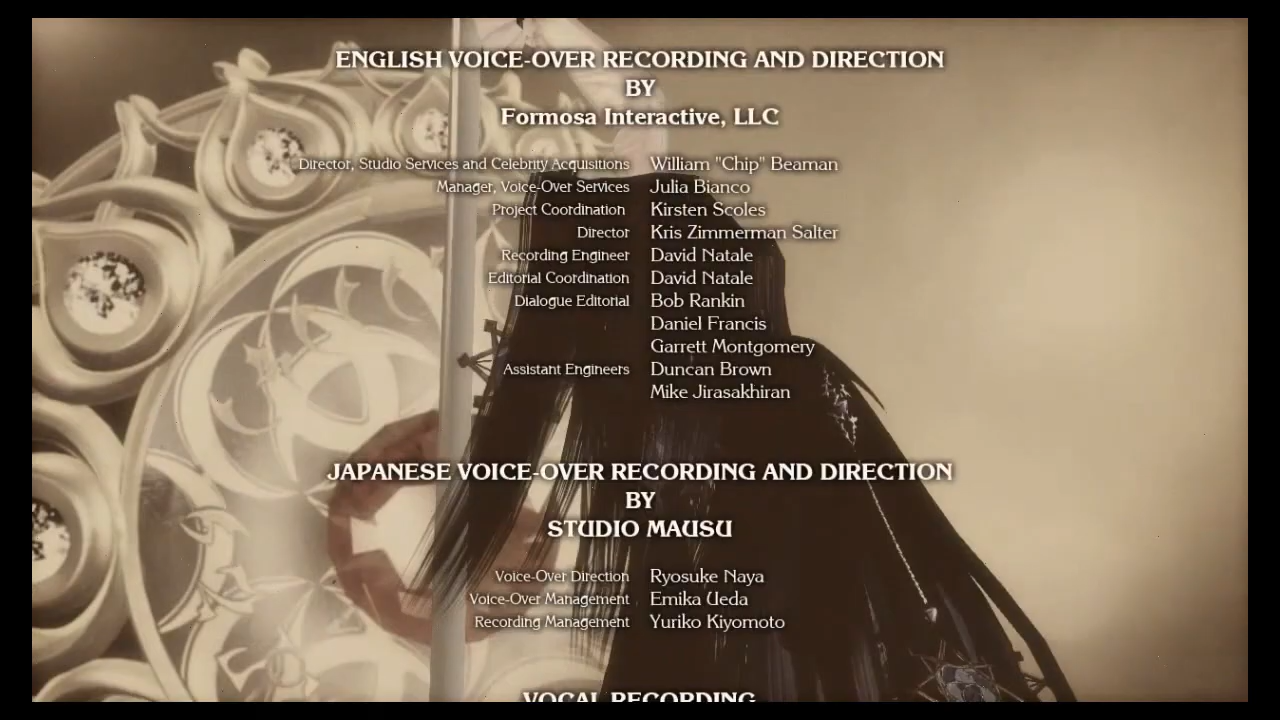 ENGLISH VOICE-OVER RECORDING AND DIRECTION
BY
Formosa Interactive, LLC
Director, Studio Services and Celebrity Acquisitions William "Chip" Beaman
Manager, Voice-Over Services Julia Bianco
Project Coordination Kirsten Scoles
Director Kris Zimmerman Salter
Recording Engineer David Natale
Editorial Coordination David Natale
Dialogue Editorial Bob Rankin
Daniel Francis
Garrett Montgomery
Assistant Engineers Duncan Brown
Mike Jirasakhiran
JAPANESE VOICE-OVER RECORDING AND DIRECTION
BY
STUDIO MAUSU
Voice-Over Direction Ryosuke Naya
Voice-Over Management Emika Ueda
Recording Management Yuriko Kiyomoto
VOCAL RECORDING